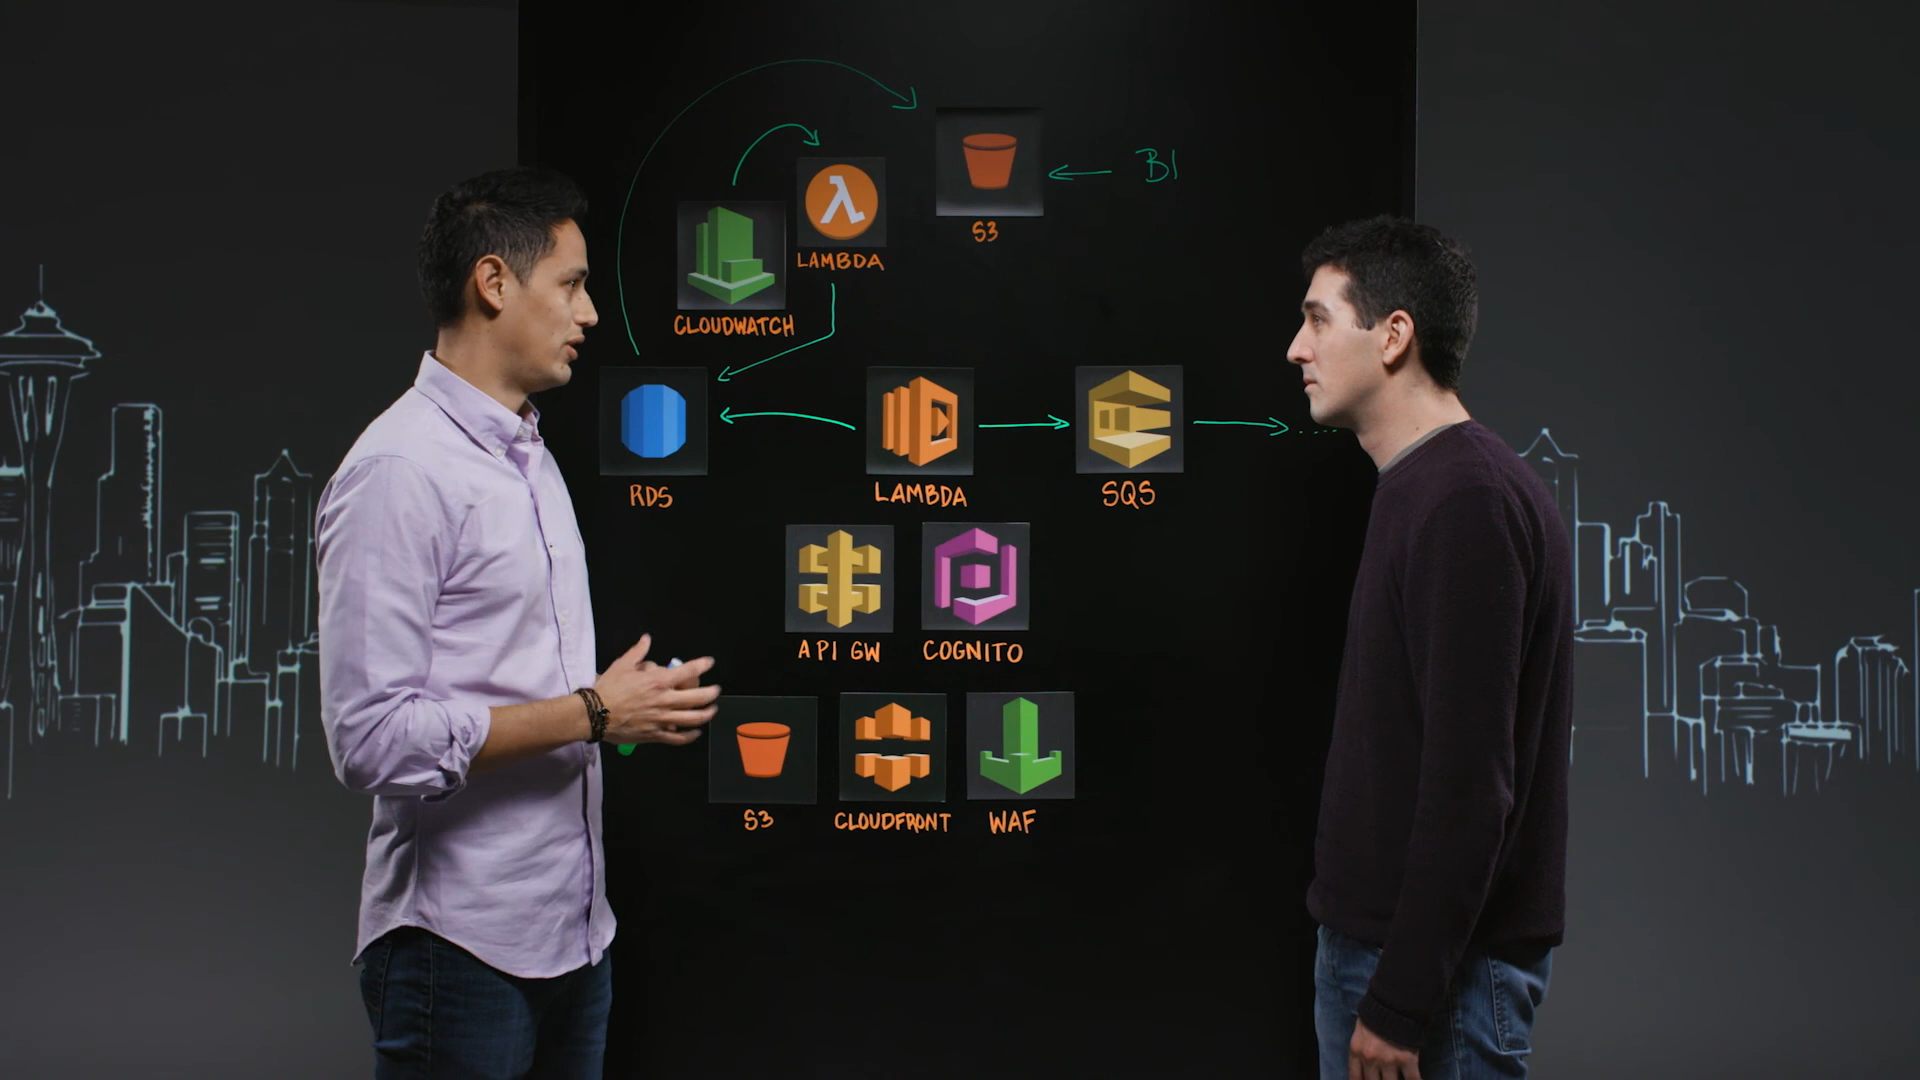 BI
S3
LAMBDA
CLOUDWATCH
RDS
LAMBDA
SQS
API GW
COGNITO
S3
CLOUDFRONT
WAF